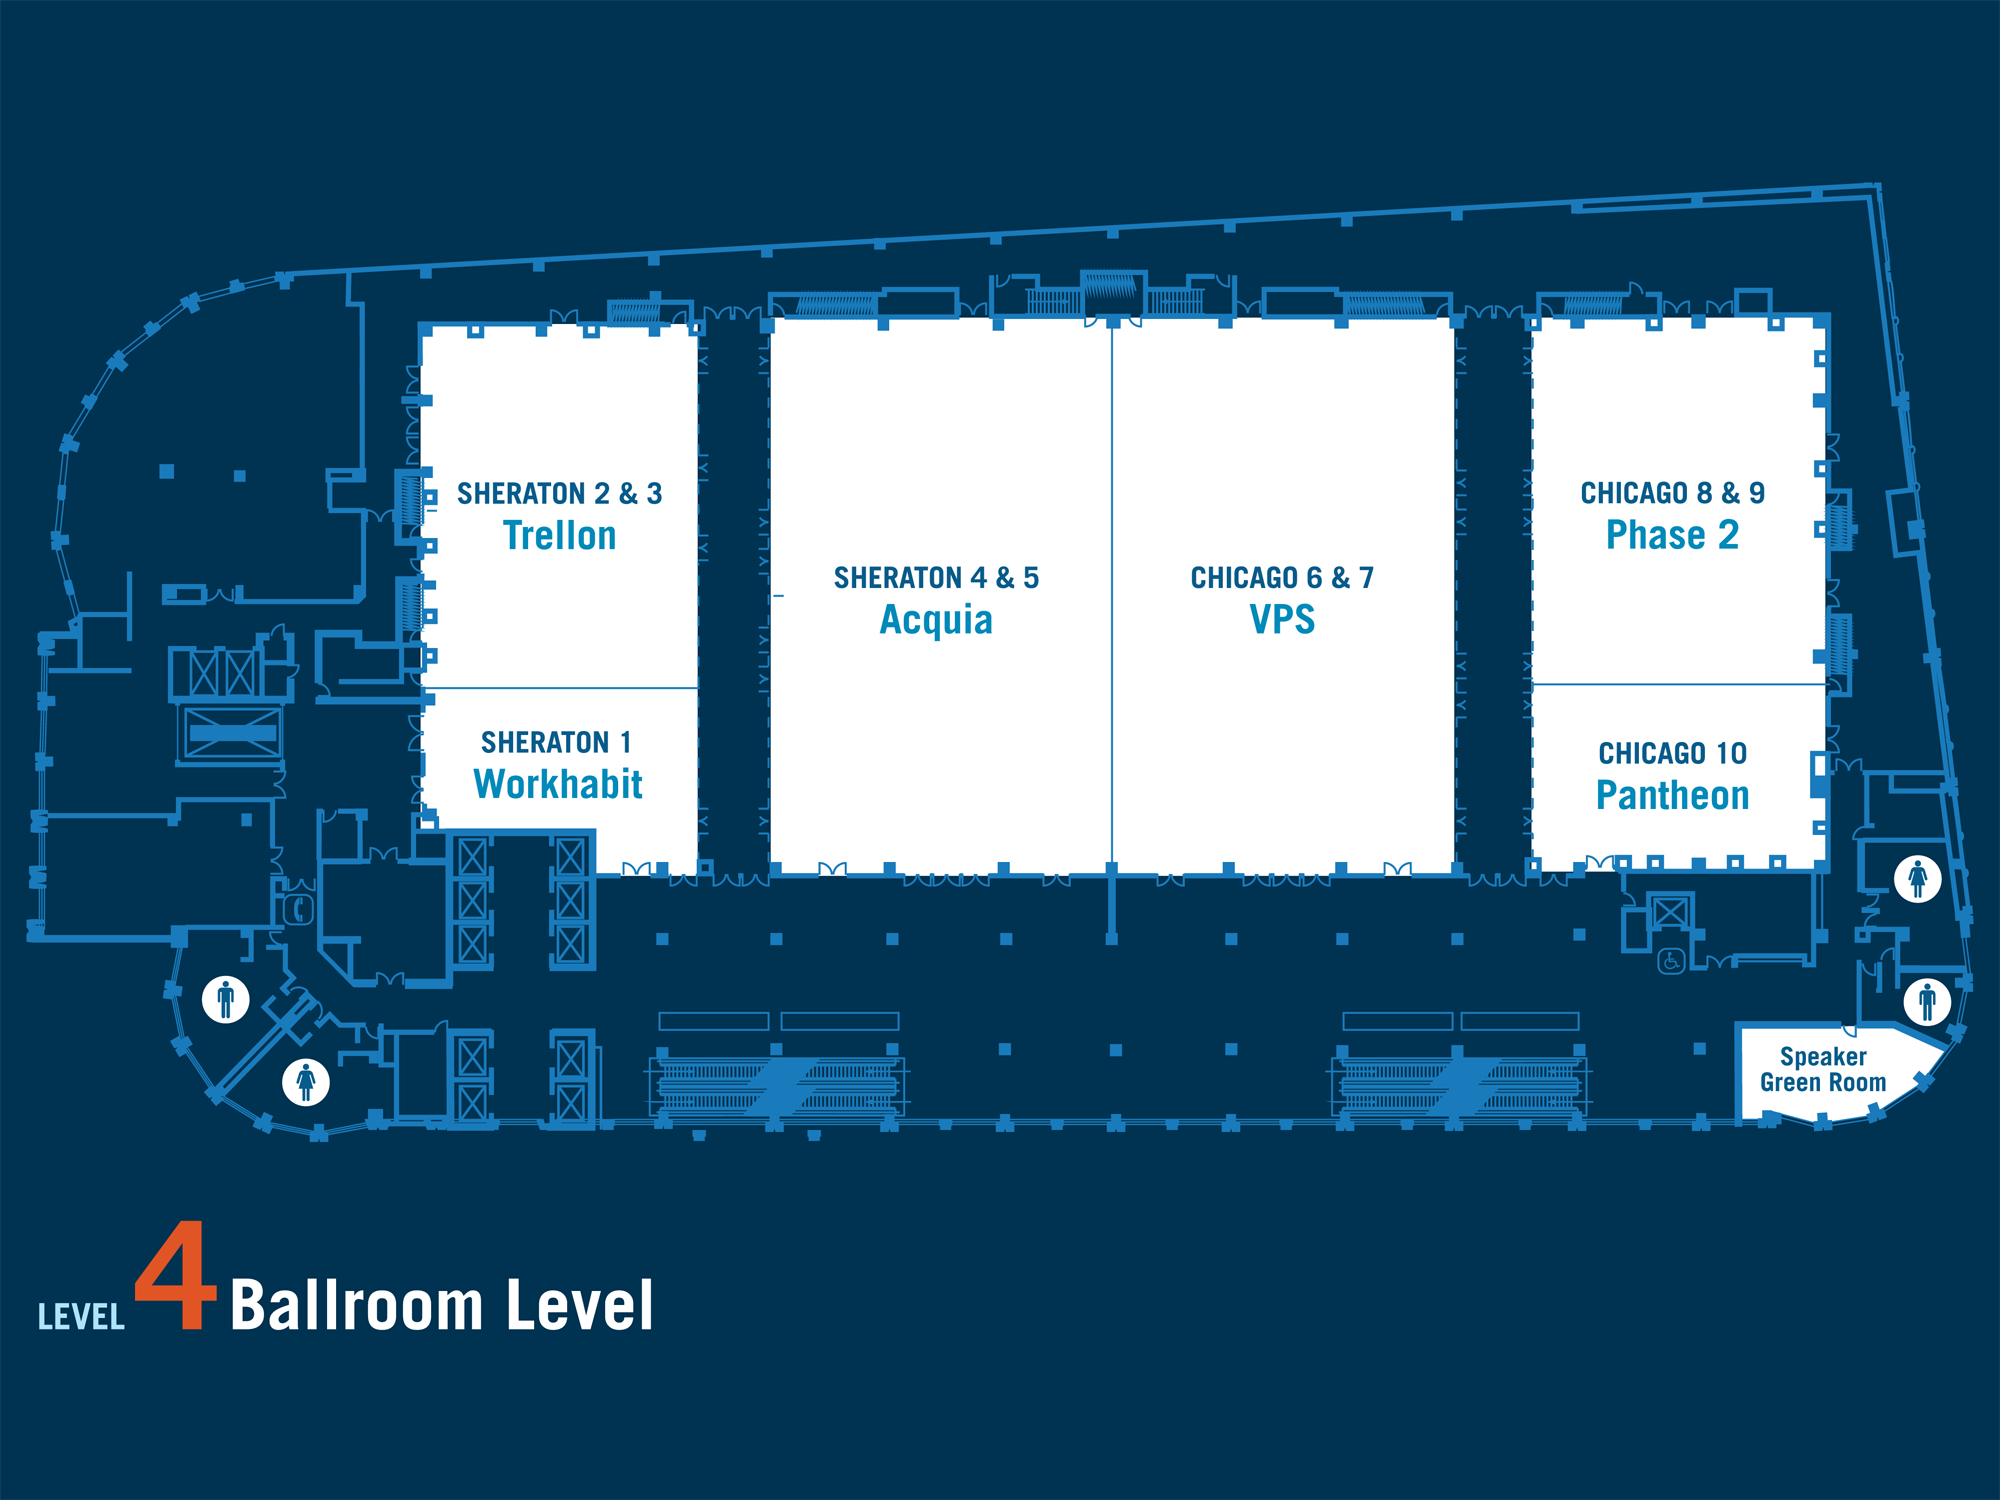 SHERATON 2 & 3
Trellon
SHERATON 1
Workhabit
SHERATON 4 & 5
Acquia
CHICAGO 6 & 7
VPS
CHICAGO 8 & 9
Phase 2
CHICAGO 10
Pantheon
Speaker
Green Room
LEVEL 4 Ballroom Level